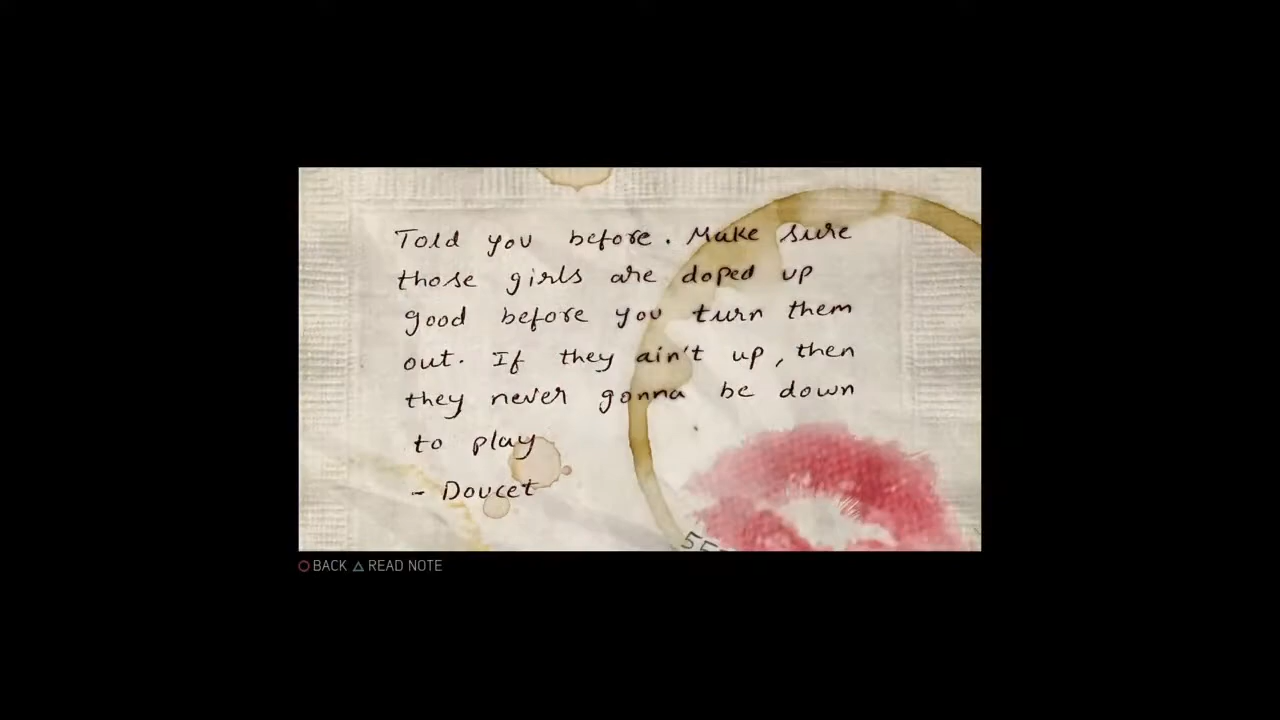 Told you before. Make sure
those girls are doped up
good before you turn them
out. If they ain't up, then
they never gonna be down
to play
- Doucet
BACK READ NOTE